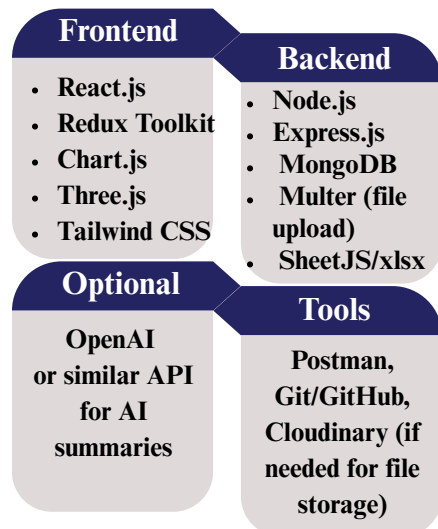 Frontend
• React.js
• Redux Toolkit
• Chart.js
• Three.js
• Tailwind CSS
Backend
• Node.js
• Express.js
• MongoDB
• Multer (file
upload)
• SheetJS/xlsx
Optional
OpenAI
or similar API
for AI
summaries
Tools
Postman,
Git/GitHub,
Cloudinary (if
needed for file
storage)